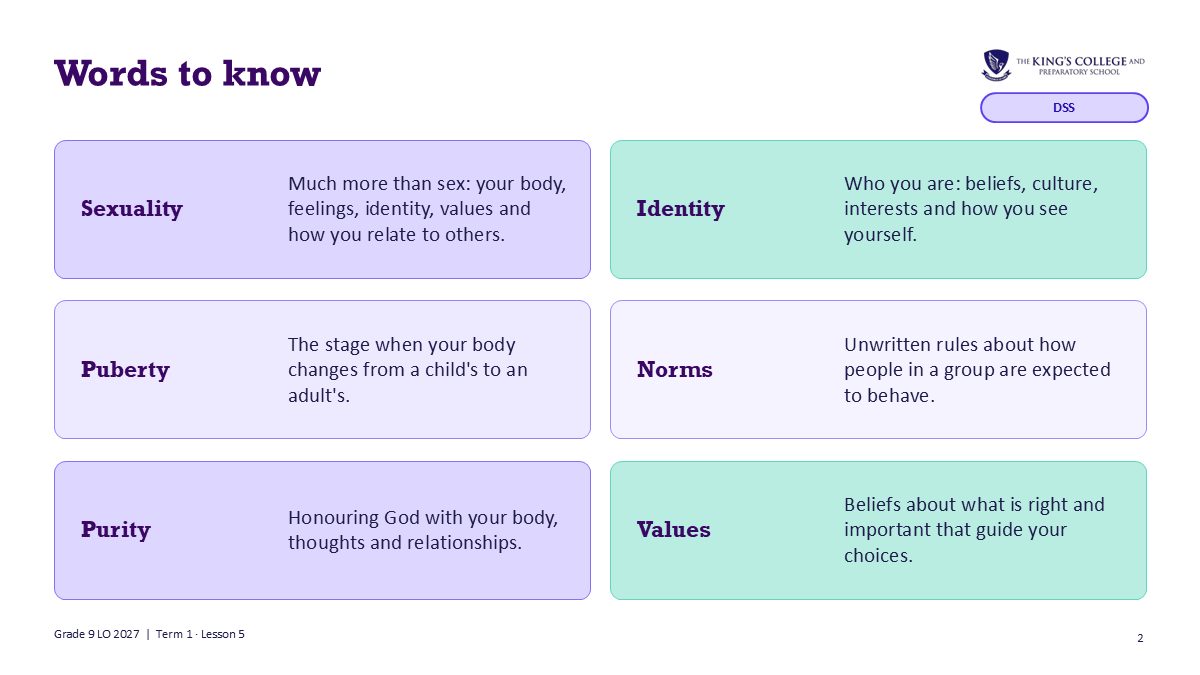 Words to know
THE KING'S COLLEGE AND
PREPARATORY SCHOOL
DSS
Sexuality
Much more than sex: your body,
feelings, identity, values and
how you relate to others.
Identity
Who you are: beliefs, culture,
interests and how you see
yourself.
Puberty
The stage when your body
changes from a child's to an
adult's.
Norms
Unwritten rules about how
people in a group are expected
to behave.
Purity
Honouring God with your body,
thoughts and relationships.
Values
Beliefs about what is right and
important that guide your
choices.
Grade 9 LO 2027 | Term 1 · Lesson 5
2